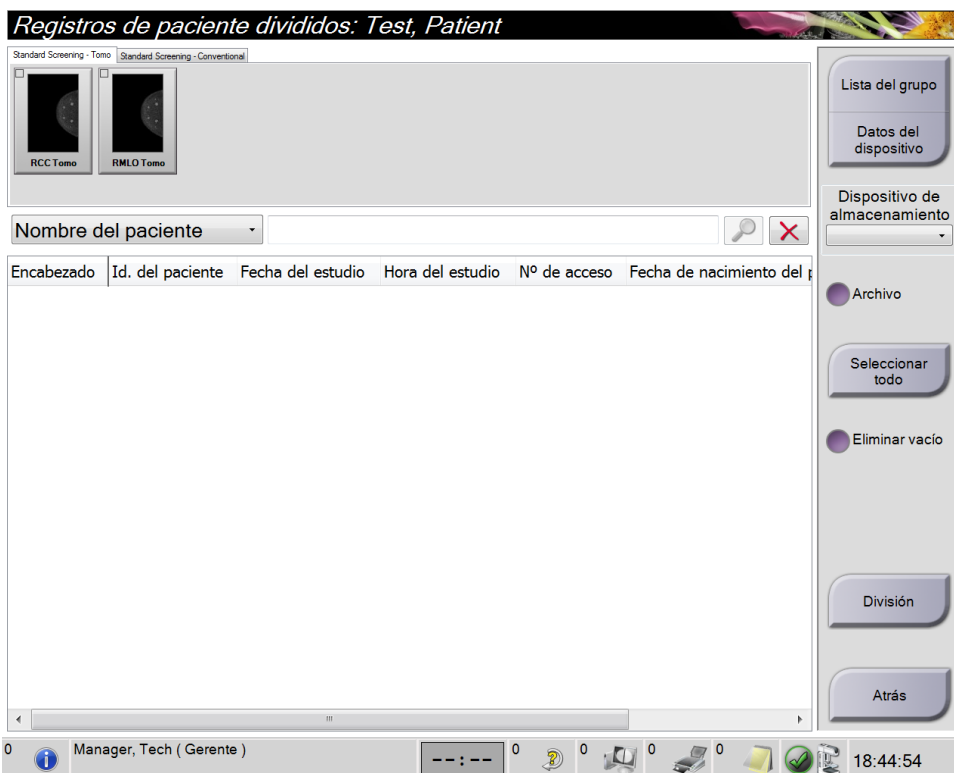 Registros de paciente divididos: Test, Patient
Standard Screening - Tomo
Standard Screening - Conventional
RCC Tomo
RMLO Tomo
Lista del grupo
Datos del
dispositivo
Dispositivo de
almacenamiento
Nombre del paciente
Encabezado Id. del paciente Fecha del estudio Hora del estudio Nº de acceso Fecha de nacimiento del p
Archivo
Seleccionar
todo
Eliminar vacío
División
Atrás
0 Manager, Tech ( Gerente ) --:-- 0 0 0 0 18:44:54